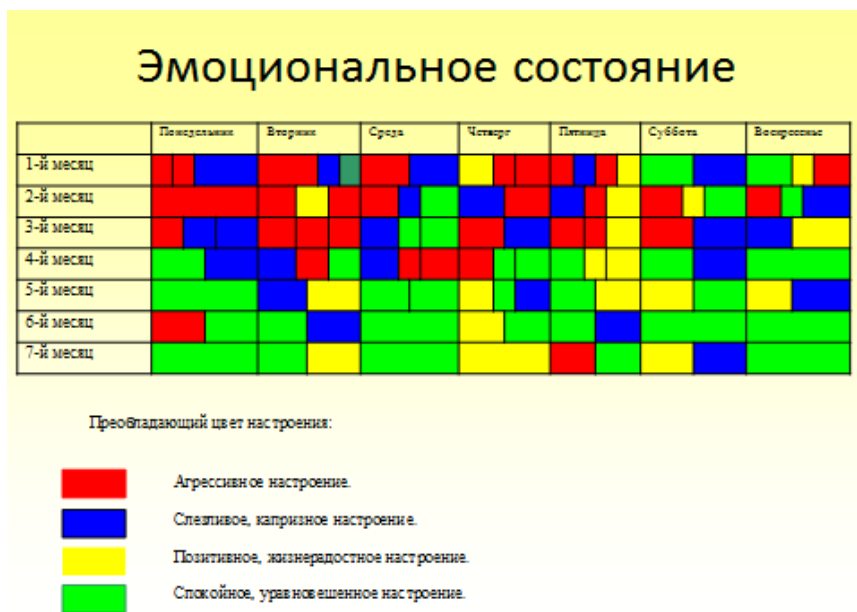 Эмоциональное состояние
Понедельник Вторник Среда Четверг Пятница Суббота Воскресенье
1-й месяц
2-й месяц
3-й месяц
4-й месяц
5-й месяц
6-й месяц
7-й месяц
Преобладающий цвет настроения:
Агрессивное настроение.
Слезливое, капризное настроение.
Позитивное, жизнерадостное настроение.
Спокойное, уравновешенное настроение.